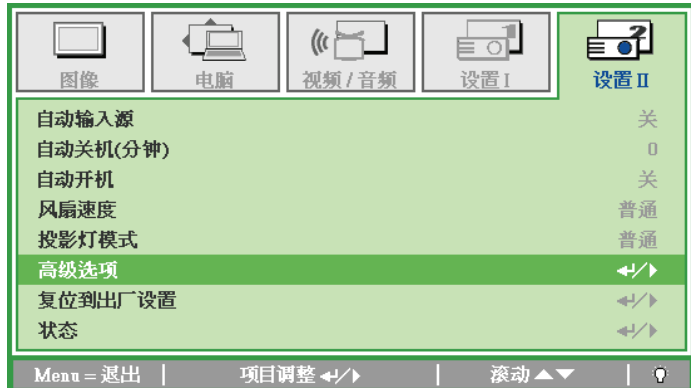 图像 电脑 视频 / 音频 设置 I 设置 II
自动输入源 关
自动关机(分钟) 0
自动开机 关
风扇速度 普通
投影灯模式 普通
高级选项
复位到出厂设置
状态
Menu = 退出 | 项目调整 | 滚动▲▼ |